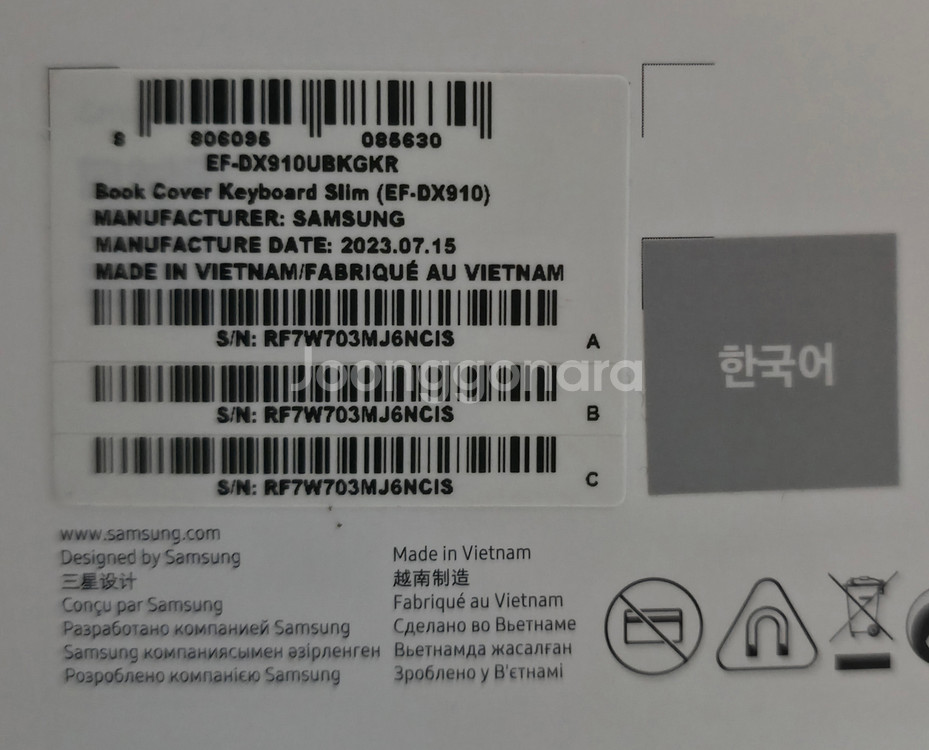 8 806095 085630
EF-DX910UBKGKR
Book Cover Keyboard Slim (EF-DX910)
MANUFACTURER: SAMSUNG
MANUFACTURE DATE: 2023.07.15
MADE IN VIETNAM/FABRIQUÉ AU VIETNAM
S/N: RF7W703MJ6NCIS A
S/N: RF7W703MJ6NCIS B
S/N: RF7W703MJ6NCIS C
Joonggonara
한국어
www.samsung.com
Designed by Samsung
三星设计
Conçu par Samsung
Разработано компанией Samsung
Samsung компаниясымен әзірленген
Розроблено компанією Samsung
Made in Vietnam
越南制造
Fabriqué au Vietnam
Сделано во Вьетнаме
Вьетнамда жасалған
Зроблено у В'єтнамі